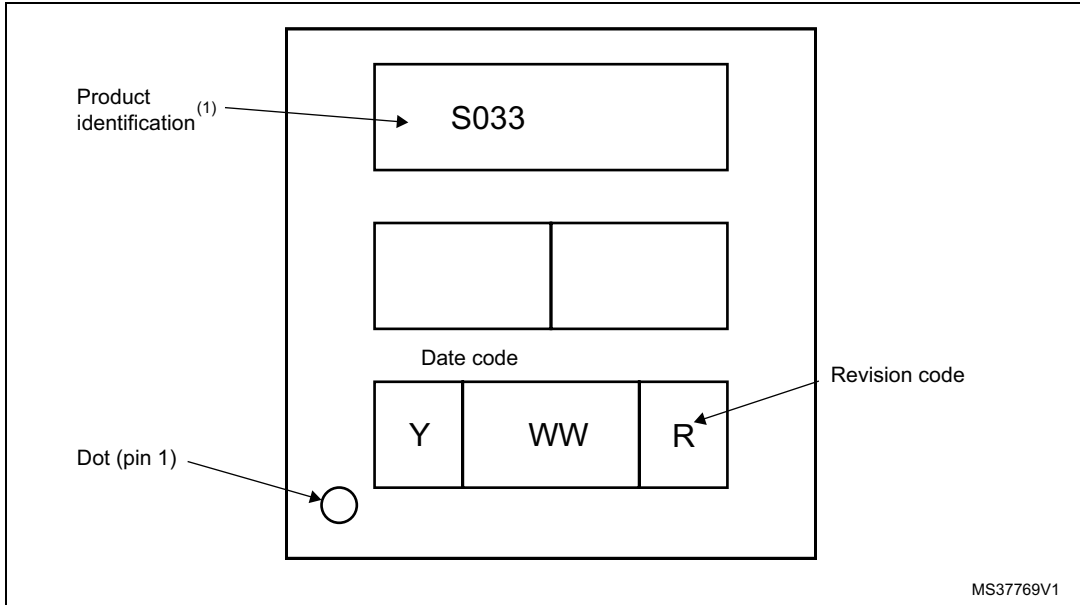 Product
identification(1)
S033
Date code
Revision code
Y WW R
Dot (pin 1)
MS37769V1